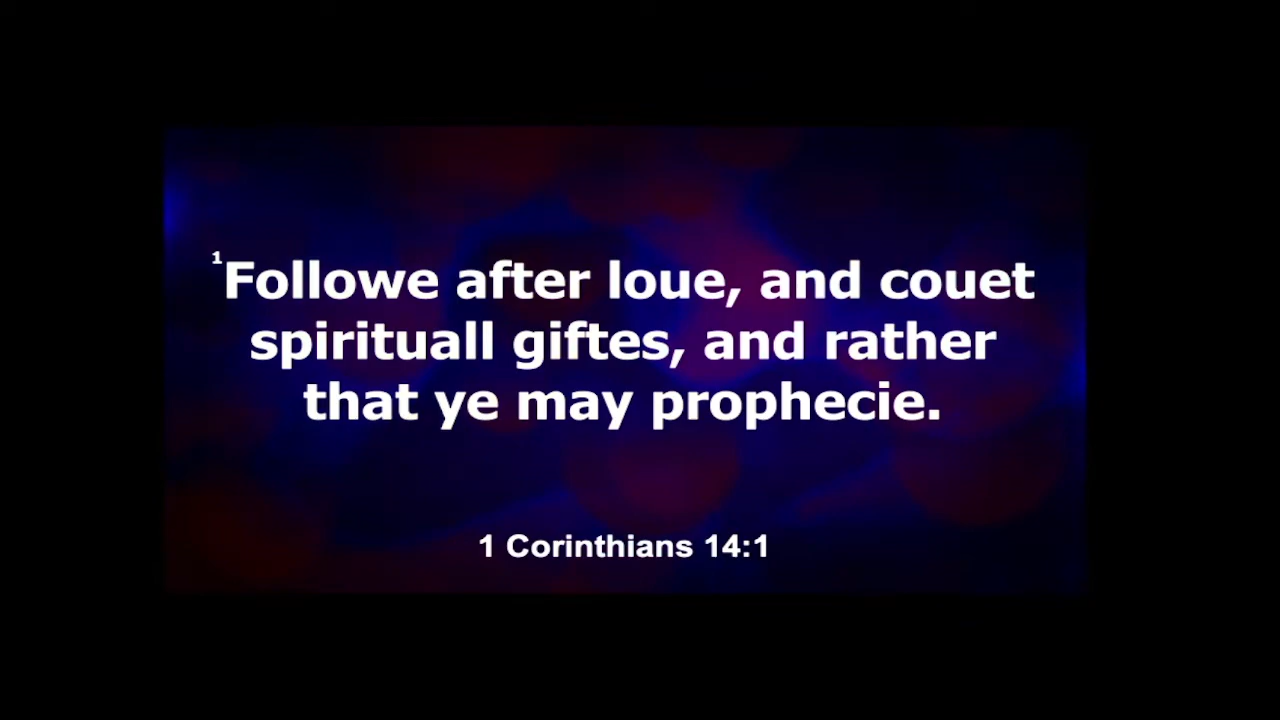 ¹Followe after loue, and couet
spirituall giftes, and rather
that ye may prophecie.
1 Corinthians 14:1